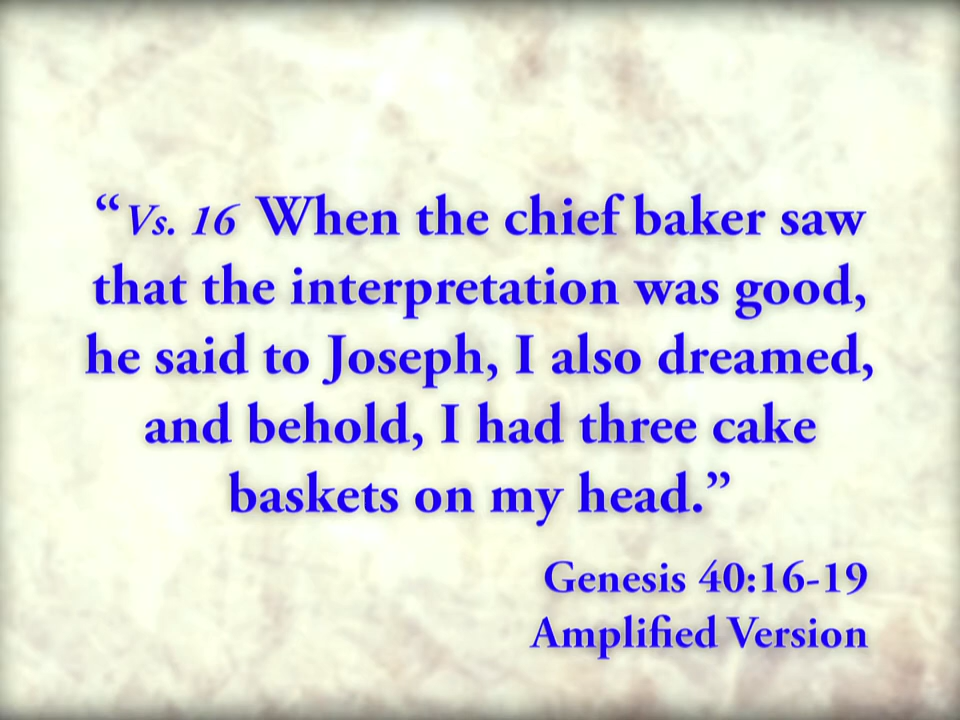 “Vs. 16 When the chief baker saw
that the interpretation was good,
he said to Joseph, I also dreamed,
and behold, I had three cake
baskets on my head.”
Genesis 40:16-19
Amplified Version